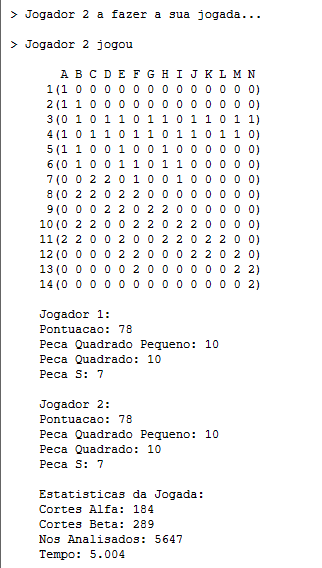 > Jogador 2 a fazer a sua jogada...
> Jogador 2 jogou
A B C D E F G H I J K L M N
1(1 0 0 0 0 0 0 0 0 0 0 0 0 0)
2(1 1 0 0 0 0 0 0 0 0 0 0 0 0)
3(0 1 0 1 1 0 1 1 0 1 1 0 1 1)
4(1 0 1 1 0 1 1 0 1 1 0 1 1 0)
5(1 1 0 0 1 0 0 1 0 0 0 0 0 0)
6(0 1 0 0 1 1 0 1 1 0 0 0 0 0)
7(0 0 2 2 0 1 0 0 1 0 0 0 0 0)
8(0 2 2 0 2 2 0 0 0 0 0 0 0 0)
9(0 0 0 2 2 0 2 2 0 0 0 0 0 0)
10(0 2 2 0 0 2 2 0 2 2 0 0 0 0)
11(2 2 0 0 2 0 0 2 2 0 2 2 0 0)
12(0 0 0 0 2 2 0 0 0 2 2 0 2 0)
13(0 0 0 0 0 2 0 0 0 0 0 0 2 2)
14(0 0 0 0 0 0 0 0 0 0 0 0 0 2)
Jogador 1:
Pontuacao: 78
Peca Quadrado Pequeno: 10
Peca Quadrado: 10
Peca S: 7
Jogador 2:
Pontuacao: 78
Peca Quadrado Pequeno: 10
Peca Quadrado: 10
Peca S: 7
Estatisticas da Jogada:
Cortes Alfa: 184
Cortes Beta: 289
Nos Analisados: 5647
Tempo: 5.004